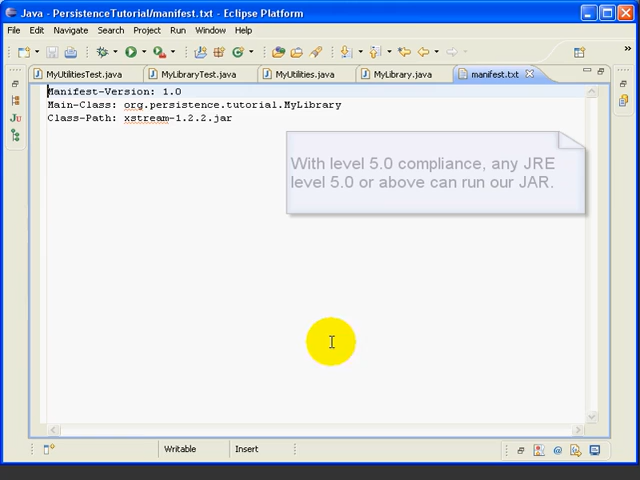 Java - PersistenceTutorial/manifest.txt - Eclipse Platform
File Edit Navigate Search Project Run Window Help
MyUtilitiesTest.java MyLibraryTest.java MyUtilities.java MyLibrary.java manifest.txt
Manifest-Version: 1.0
Main-Class: org.persistence.tutorial.MyLibrary
Class-Path: xstream-1.2.2.jar
With level 5.0 compliance, any JRE
level 5.0 or above can run our JAR.
Writable Insert